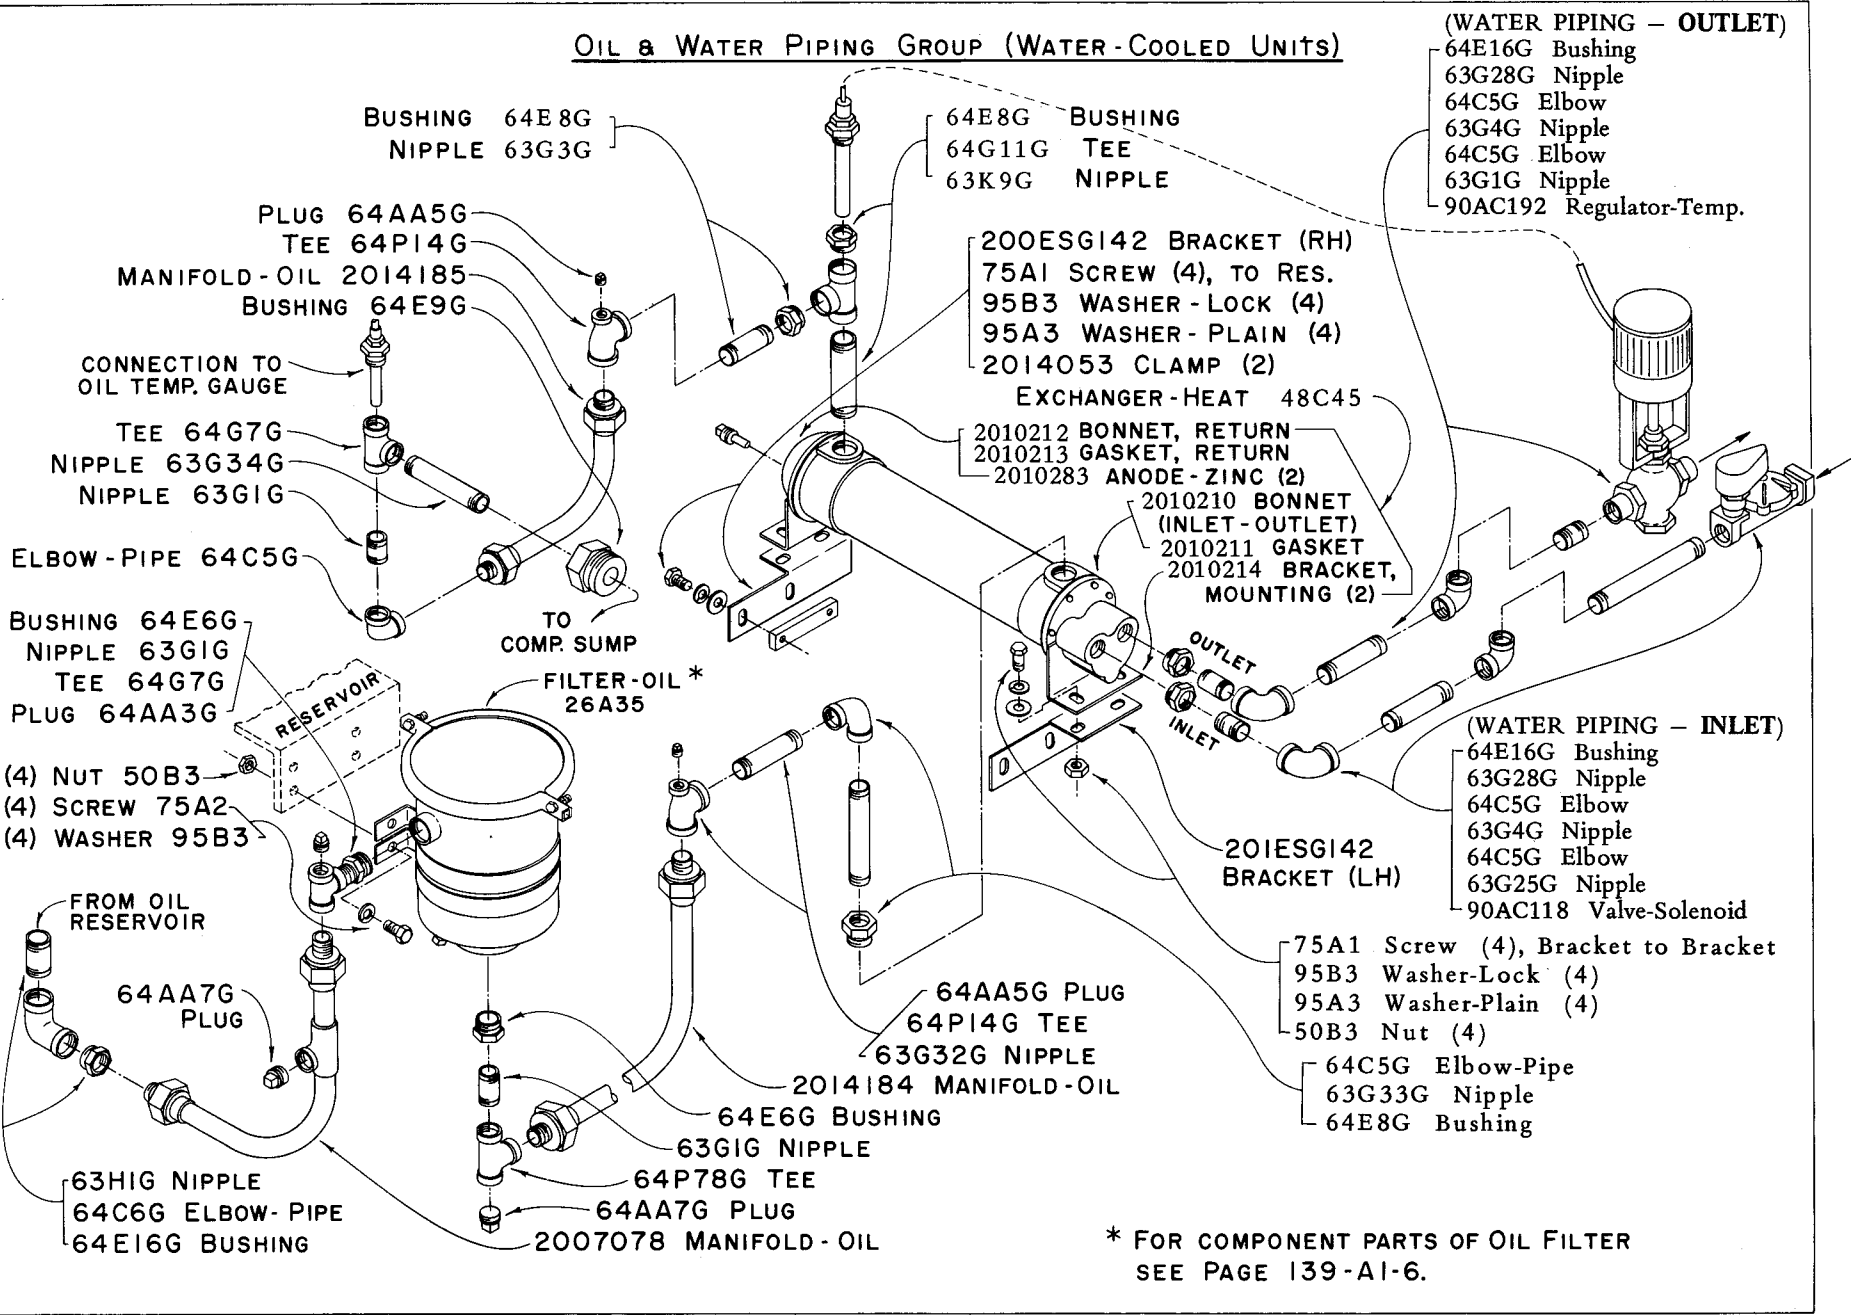 OIL & WATER PIPING GROUP (WATER-COOLED UNITS)
(WATER PIPING – OUTLET)
64E16G Bushing
63G28G Nipple
64C5G Elbow
63G4G Nipple
64C5G Elbow
63G1G Nipple
90AC192 Regulator-Temp.
BUSHING 64E8G
NIPPLE 63G3G
64E8G BUSHING
64G11G TEE
63K9G NIPPLE
PLUG 64AA5G
TEE 64P14G
MANIFOLD-OIL 2014185
BUSHING 64E9G
CONNECTION TO
OIL TEMP. GAUGE
TEE 64G7G
NIPPLE 63G34G
NIPPLE 63G1G
ELBOW-PIPE 64C5G
200ESG142 BRACKET (RH)
75A1 SCREW (4), TO RES.
95B3 WASHER-LOCK (4)
95A3 WASHER-PLAIN (4)
2014053 CLAMP (2)
EXCHANGER-HEAT 48C45
2010212 BONNET, RETURN
2010213 GASKET, RETURN
2010283 ANODE-ZINC (2)
2010210 BONNET
(INLET-OUTLET)
2010211 GASKET
2010214 BRACKET,
MOUNTING (2)
TO
COMP. SUMP
BUSHING 64E6G
NIPPLE 63G1G
TEE 64G7G
PLUG 64AA3G
RESERVOIR
FILTER-OIL *
26A35
(4) NUT 50B3
(4) SCREW 75A2
(4) WASHER 95B3
OUTLET
INLET
(WATER PIPING – INLET)
64E16G Bushing
63G28G Nipple
64C5G Elbow
63G4G Nipple
64C5G Elbow
63G25G Nipple
90AC118 Valve-Solenoid
201ESG142
BRACKET (LH)
75A1 Screw (4), Bracket to Bracket
95B3 Washer-Lock (4)
95A3 Washer-Plain (4)
50B3 Nut (4)
64C5G Elbow-Pipe
63G33G Nipple
64E8G Bushing
FROM OIL
RESERVOIR
64AA7G
PLUG
64AA5G PLUG
64P14G TEE
63G32G NIPPLE
2014184 MANIFOLD-OIL
64E6G BUSHING
63G1G NIPPLE
64P78G TEE
64AA7G PLUG
2007078 MANIFOLD-OIL
63H1G NIPPLE
64C6G ELBOW-PIPE
64E16G BUSHING
* FOR COMPONENT PARTS OF OIL FILTER
SEE PAGE 139-A1-6.